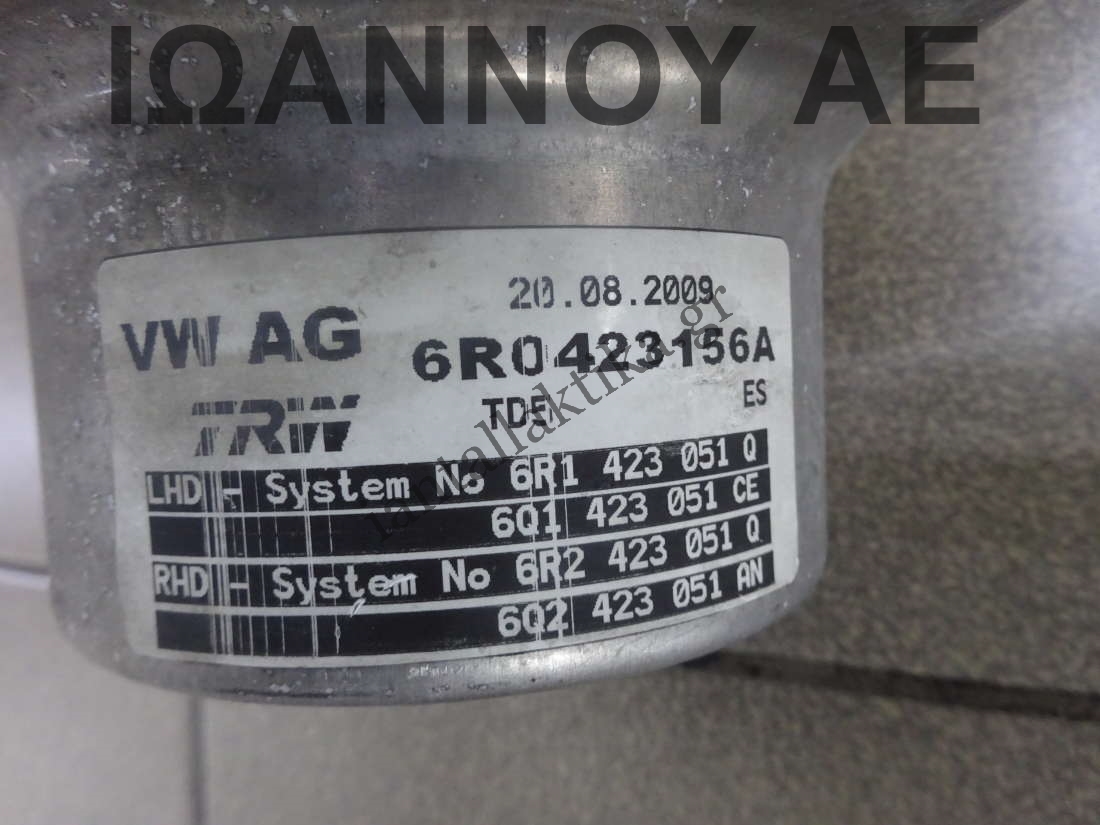 ΙΩΑΝΝΟΥ ΑΕ
20.08.2009
VW AG 6R0423156A
TRW TDE ES
LHD - System No 6R1 423 051 Q
6Q1 423 051 CE
RHD - System No 6R2 423 051 Q
6Q2 423 051 AN